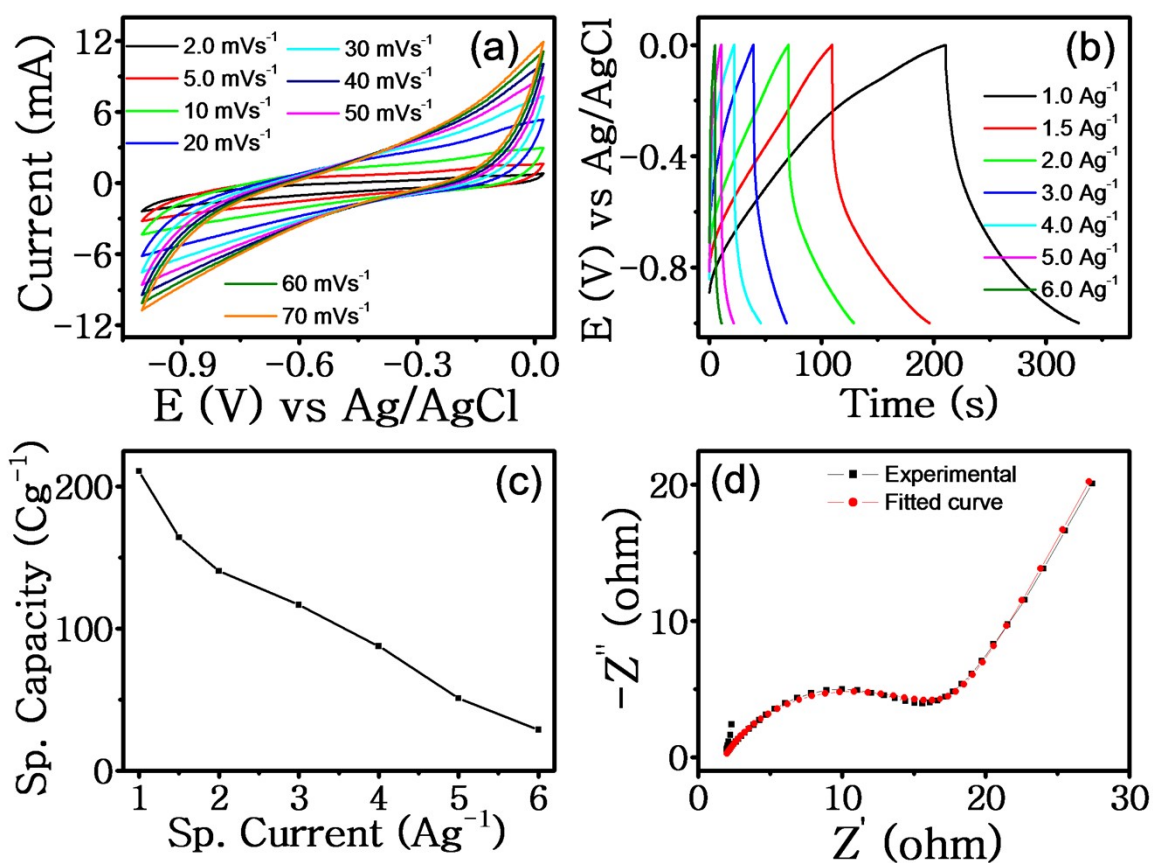 (a)
Current (mA)
12
6
0
-6
-12
2.0 mVs⁻¹
5.0 mVs⁻¹
10 mVs⁻¹
20 mVs⁻¹
30 mVs⁻¹
40 mVs⁻¹
50 mVs⁻¹
60 mVs⁻¹
70 mVs⁻¹
-0.9
-0.6
-0.3
0.0
E (V) vs Ag/AgCl
(b)
E (V) vs Ag/AgCl
0.0
-0.4
-0.8
1.0 Ag⁻¹
1.5 Ag⁻¹
2.0 Ag⁻¹
3.0 Ag⁻¹
4.0 Ag⁻¹
5.0 Ag⁻¹
6.0 Ag⁻¹
0
100
200
300
Time (s)
(c)
Sp. Capacity (Cg⁻¹)
200
100
0
1
2
3
4
5
6
Sp. Current (Ag⁻¹)
(d)
-Z" (ohm)
20
10
0
Experimental
Fitted curve
0
10
20
30
Z' (ohm)